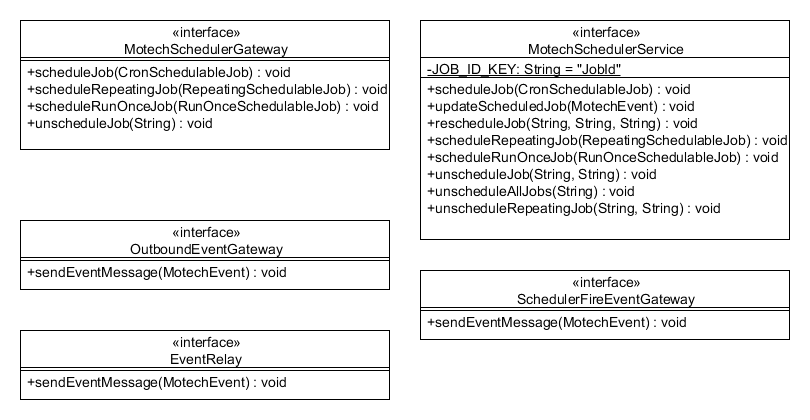 «interface»
MotechSchedulerGateway
+scheduleJob(CronSchedulableJob) : void
+scheduleRepeatingJob(RepeatingSchedulableJob) : void
+scheduleRunOnceJob(RunOnceSchedulableJob) : void
+unscheduleJob(String) : void
«interface»
MotechSchedulerService
-JOB_ID_KEY: String = "JobId"
+scheduleJob(CronSchedulableJob) : void
+updateScheduledJob(MotechEvent) : void
+rescheduleJob(String, String, String) : void
+scheduleRepeatingJob(RepeatingSchedulableJob) : void
+scheduleRunOnceJob(RunOnceSchedulableJob) : void
+unscheduleJob(String, String) : void
+unscheduleAllJobs(String) : void
+unscheduleRepeatingJob(String, String) : void
«interface»
OutboundEventGateway
+sendEventMessage(MotechEvent) : void
«interface»
SchedulerFireEventGateway
+sendEventMessage(MotechEvent) : void
«interface»
EventRelay
+sendEventMessage(MotechEvent) : void